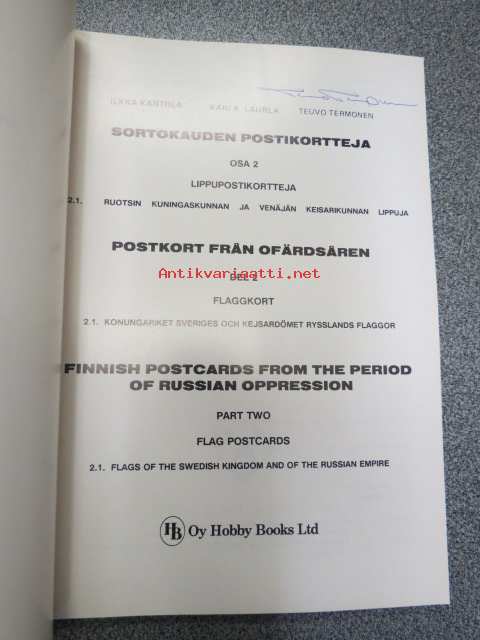 ILKKA KANTHLA KARI K. LAURLA TEUVO TERMONEN
SORTOKAUDEN POSTIKORTTEJA
OSA 2
LIPPUPOSTIKORTTEJA
2.1. RUOTSIN KUNINGASKUNNAN JA VENÄJÄN KEISARIKUNNAN LIPPUJA
POSTKORT FRÅN OFÄRDSÅREN
DEL 2
Antikvariaatti.net
FLAGGKORT
2.1. KONUNGARIKET SVERIGES OCH KEJSARDÖMET RYSSLANDS FLAGGOR
FINNISH POSTCARDS FROM THE PERIOD
OF RUSSIAN OPPRESSION
PART TWO
FLAG POSTCARDS
2.1. FLAGS OF THE SWEDISH KINGDOM AND OF THE RUSSIAN EMPIRE
HB Oy Hobby Books Ltd